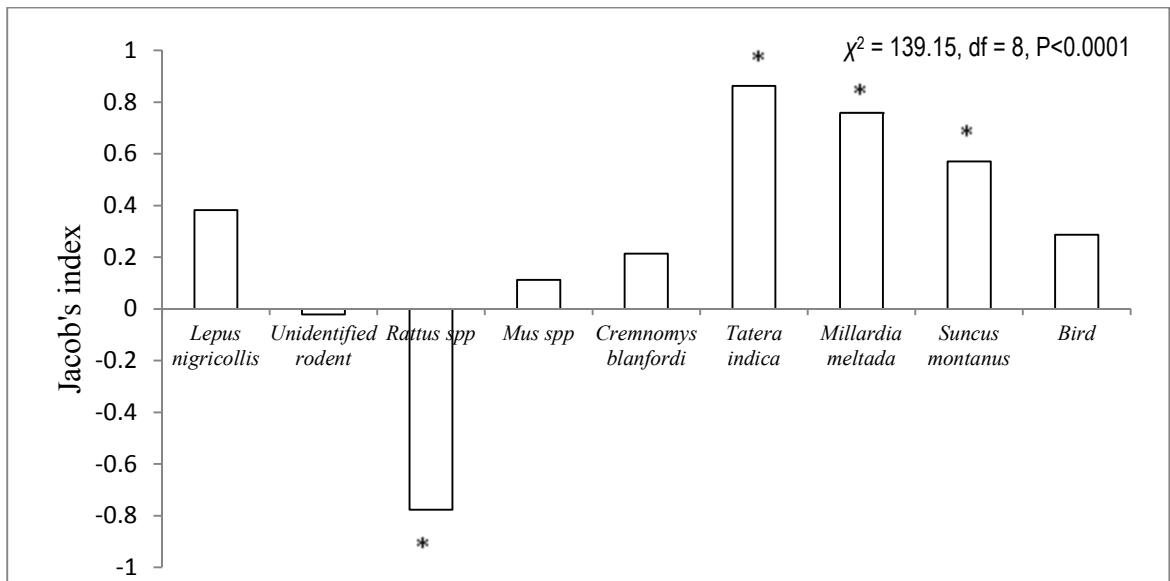 χ² = 139.15, df = 8, P<0.0001
1
0.8
0.6
0.4
0.2
0
-0.2
-0.4
-0.6
-0.8
-1
Jacob's index
*
*
*
*
Lepus
nigricollis
Unidentified
rodent
Rattus spp
Mus spp
Cremnomys
blanfordi
Tatera
indica
Millardia
meltada
Suncus
montanus
Bird